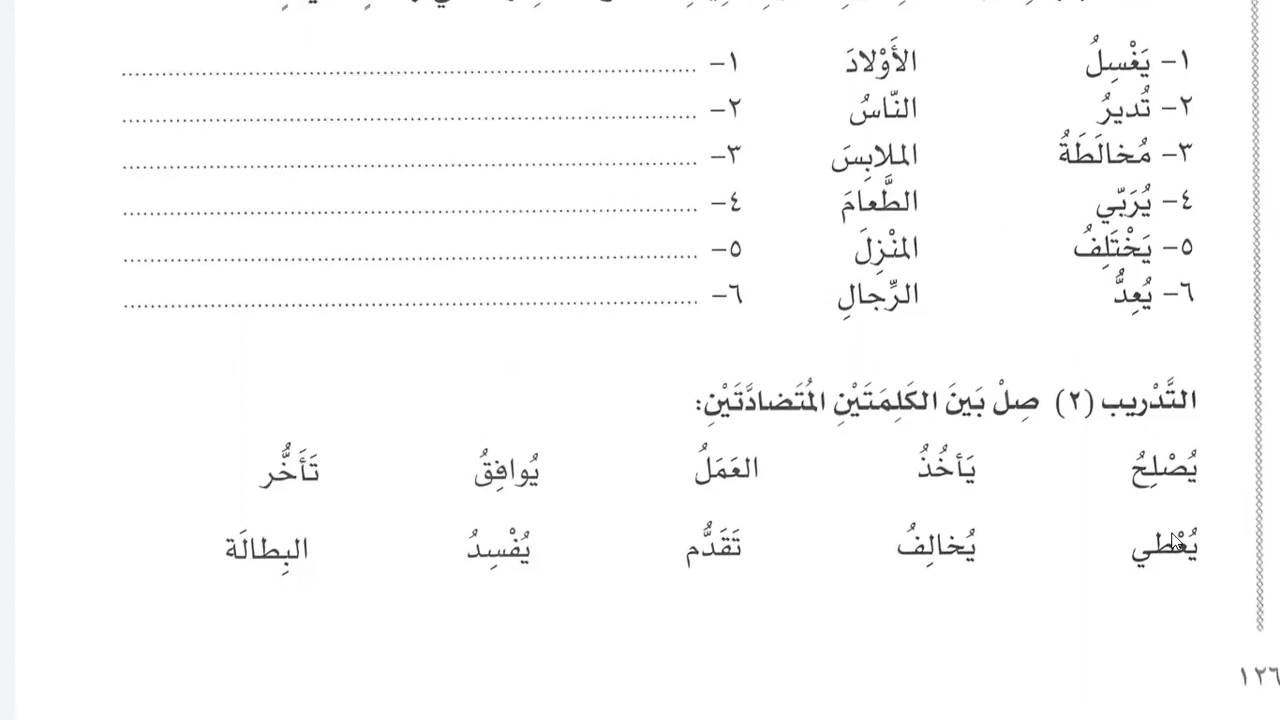 ١- يَغْسِلُ الأَوْلادَ ١- ........................................
٢- تُديرُ النّاسُ ٢- ........................................
٣- مُخالَطَةُ الملابِسَ ٣- ........................................
٤- يُرَبّي الطَّعامَ ٤- ........................................
٥- يَخْتَلِفُ المنْزِلَ ٥- ........................................
٦- يُعِدُّ الرِّجالِ ٦- ........................................
التَّدْريب (٢) صِلْ بَينَ الكَلِمَتَيْنِ المُتَضادَّتَيْنِ:
يُصْلِحُ يَأخُذُ العَمَلُ يُوافِقُ تَأَخُّر
يُعْطي يُخالِفُ تَقَدُّم يُفْسِدُ البِطالَة
١٢٦